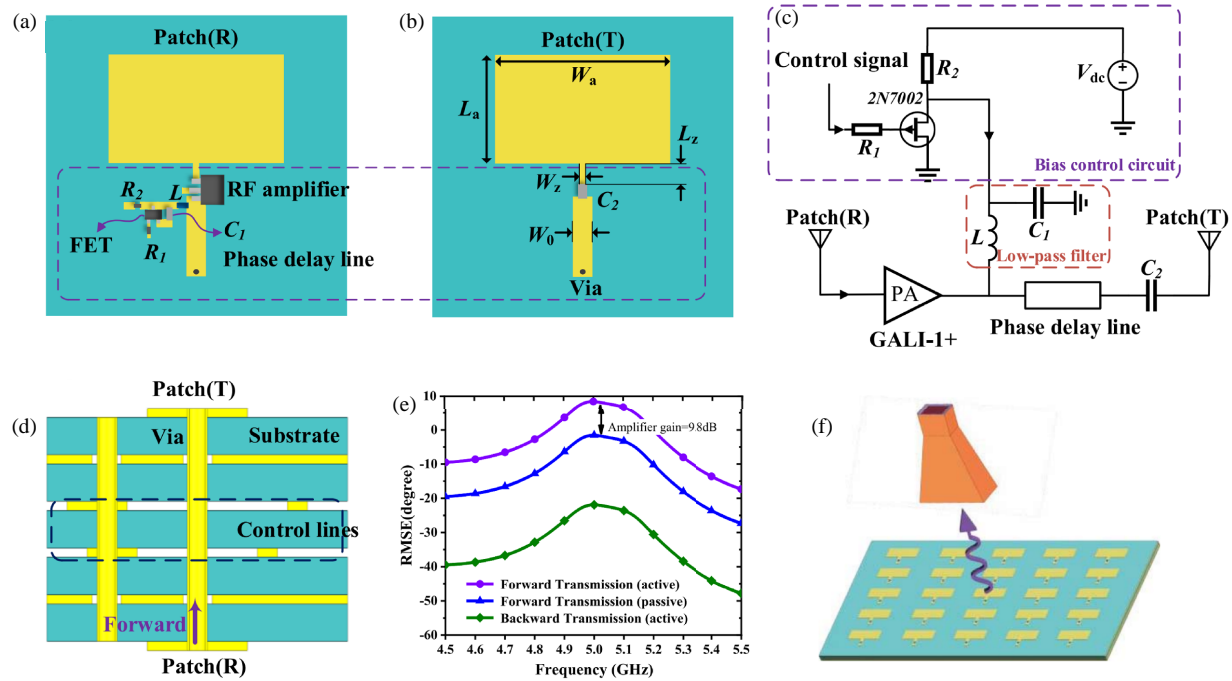 (a)
Patch(R)
R2
L
RF amplifier
FET
R1
C1
Phase delay line
(b)
Patch(T)
Wa
La
Lz
Wz
C2
W0
Via
(c)
Control signal
R2
Vdc
2N7002
R1
Bias control circuit
Patch(R)
Patch(T)
L
C1
Low-pass filter
C2
PA
Phase delay line
GALI-1+
(d)
Patch(T)
Via
Substrate
Control lines
Forward
Patch(R)
(e)
10
0
-10
-20
-30
-40
-50
-60
RMSE(degree)
Amplifier gain=98dB
Forward Transmission (active)
Forward Transmission (passive)
Backward Transmission (active)
4.5 4.6 4.7 4.8 4.9 5.0 5.1 5.2 5.3 5.4 5.5
Frequency (GHz)
(f)